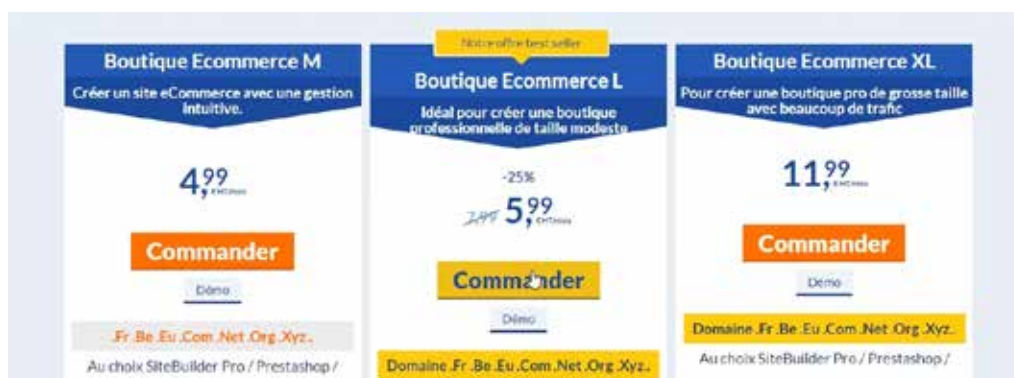 Boutique Ecommerce M
Créer un site eCommerce avec une gestion
intuitive.
4,99
Commander
Démo
.Fr .Be .Eu .Com .Net .Org .Xyz..
Au choix SiteBuilder Pro / Prestashop /
Notre offre best seller
Boutique Ecommerce L
Idéal pour créer une boutique
professionnelle de taille modeste
-25%
7,99 5,99
Commander
Démo
Domaine .Fr .Be .Eu .Com .Net .Org .Xyz..
Boutique Ecommerce XL
Pour créer une boutique pro de grosse taille
avec beaucoup de trafic
11,99
Commander
Démo
Domaine .Fr .Be .Eu .Com .Net .Org .Xyz..
Au choix SiteBuilder Pro / Prestashop /